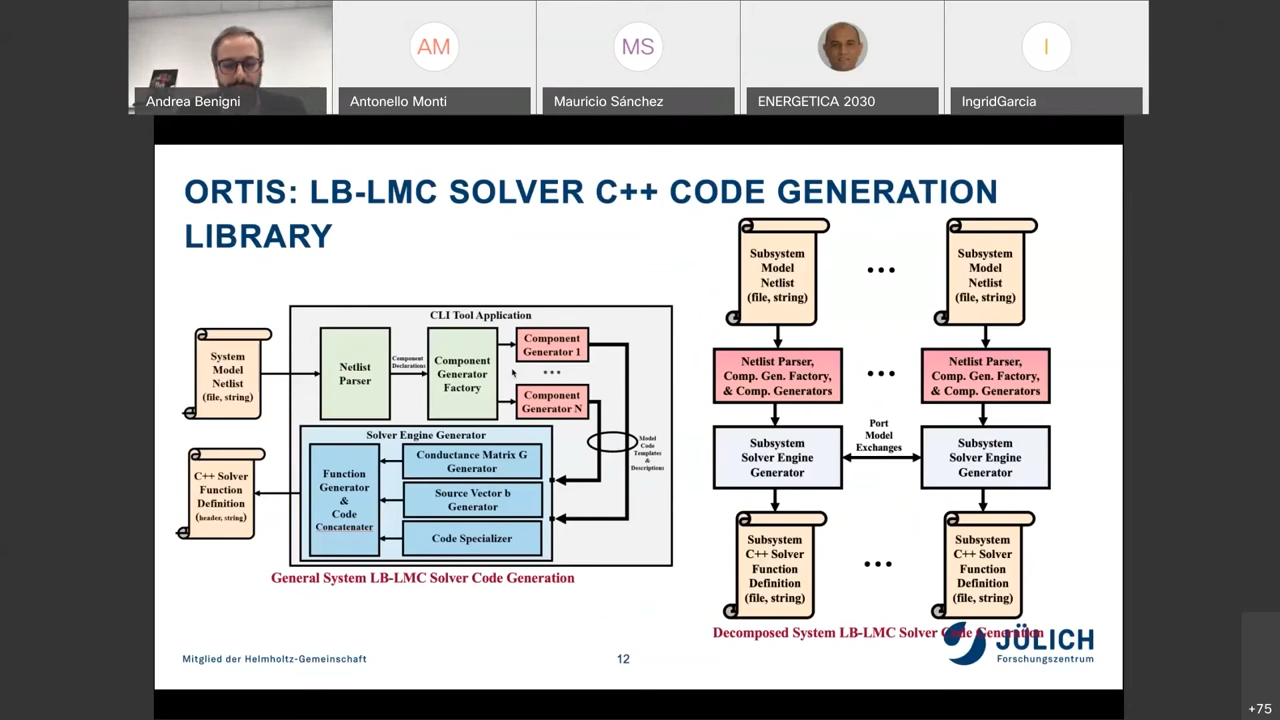 AM
MS
I
Andrea Benigni
Antonello Monti
Mauricio Sánchez
ENERGETICA 2030
IngridGarcia
ORTIS: LB-LMC SOLVER C++ CODE GENERATION
LIBRARY
System
Model
Netlist
(file, string)
C++ Solver
Function
Definition
(header, string)
CLI Tool Application
Netlist
Parser
Component
Declarations
Component
Generator
Factory
Component
Generator 1
...
Component
Generator N
Model
Code
Templates
&
Descriptions
Solver Engine Generator
Function
Generator
&
Code
Concatenater
Conductance Matrix G
Generator
Source Vector b
Generator
Code Specializer
General System LB-LMC Solver Code Generation
Subsystem
Model
Netlist
(file, string)
...
Subsystem
Model
Netlist
(file, string)
Netlist Parser,
Comp. Gen. Factory,
& Comp. Generators
...
Netlist Parser,
Comp. Gen. Factory,
& Comp. Generators
Subsystem
Solver Engine
Generator
Port
Model
Exchanges
Subsystem
Solver Engine
Generator
Subsystem
C++ Solver
Function
Definition
(file, string)
...
Subsystem
C++ Solver
Function
Definition
(file, string)
Decomposed System LB-LMC Solver Code Generation
Mitglied der Helmholtz-Gemeinschaft
12
JÜLICH
Forschungszentrum
+75